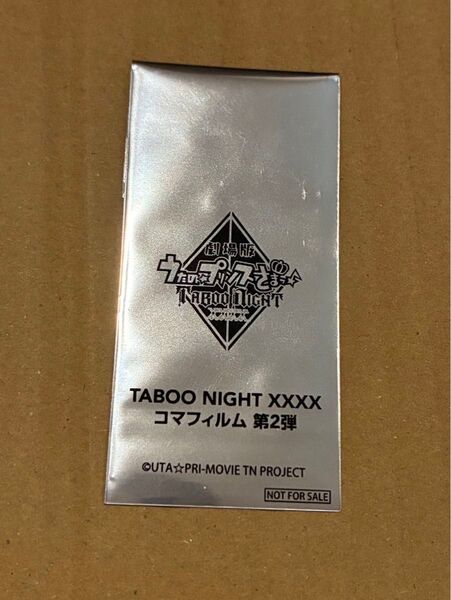 劇場版
うたの☆プリンスさまっ♪
TABOO NIGHT
TABOO NIGHT XXXX
コマフィルム 第2弾
©UTA☆PRI-MOVIE TN PROJECT
NOT FOR SALE